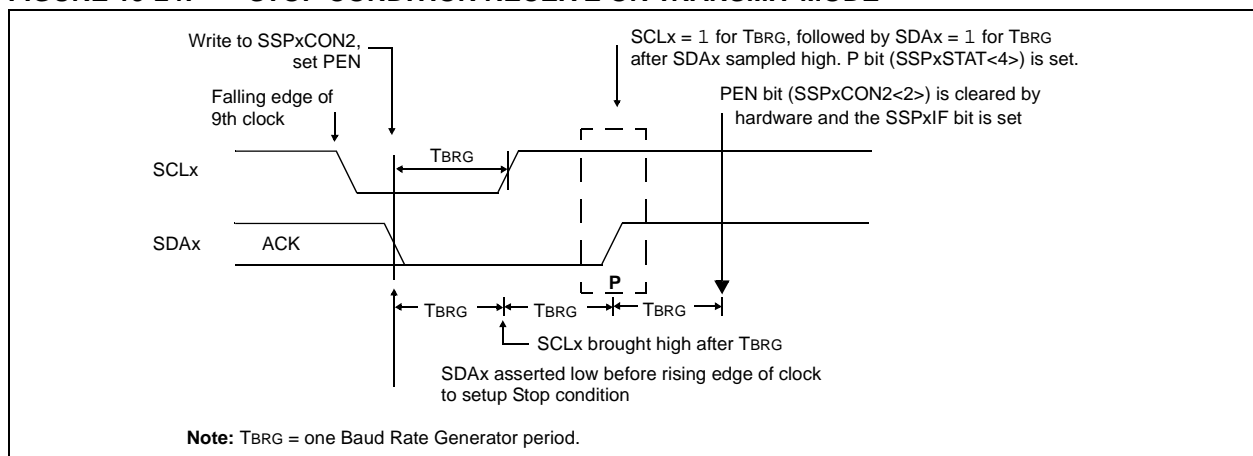 Write to SSPxCON2,
set PEN
SCLx = 1 for TBRG, followed by SDAx = 1 for TBRG
after SDAx sampled high. P bit (SSPxSTAT<4>) is set.
Falling edge of
9th clock
PEN bit (SSPxCON2<2>) is cleared by
hardware and the SSPxIF bit is set
TBRG
SCLx
SDAx
ACK
P
TBRG
TBRG
TBRG
SCLx brought high after TBRG
SDAx asserted low before rising edge of clock
to setup Stop condition
Note: TBRG = one Baud Rate Generator period.